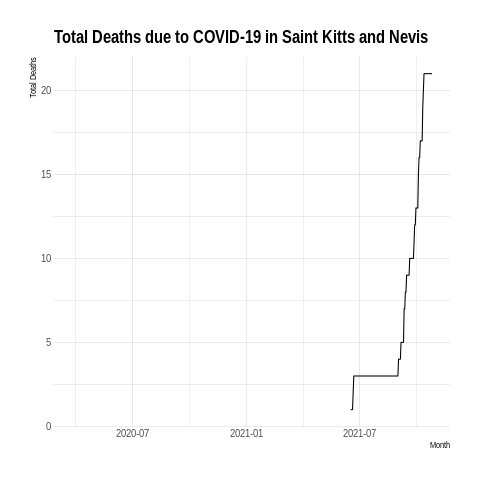 Total Deaths due to COVID-19 in Saint Kitts and Nevis
Total Deaths
20
15
10
5
0
2020-07
2021-01
2021-07
Month